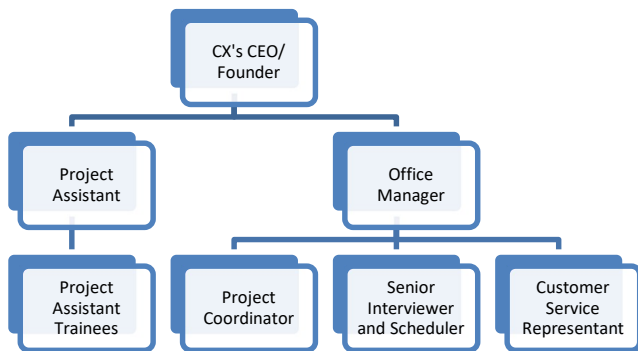 CX's CEO/
Founder
Project
Assistant
Office
Manager
Project
Assistant
Trainees
Project
Coordinator
Senior
Interviewer
and Scheduler
Customer
Service
Representant